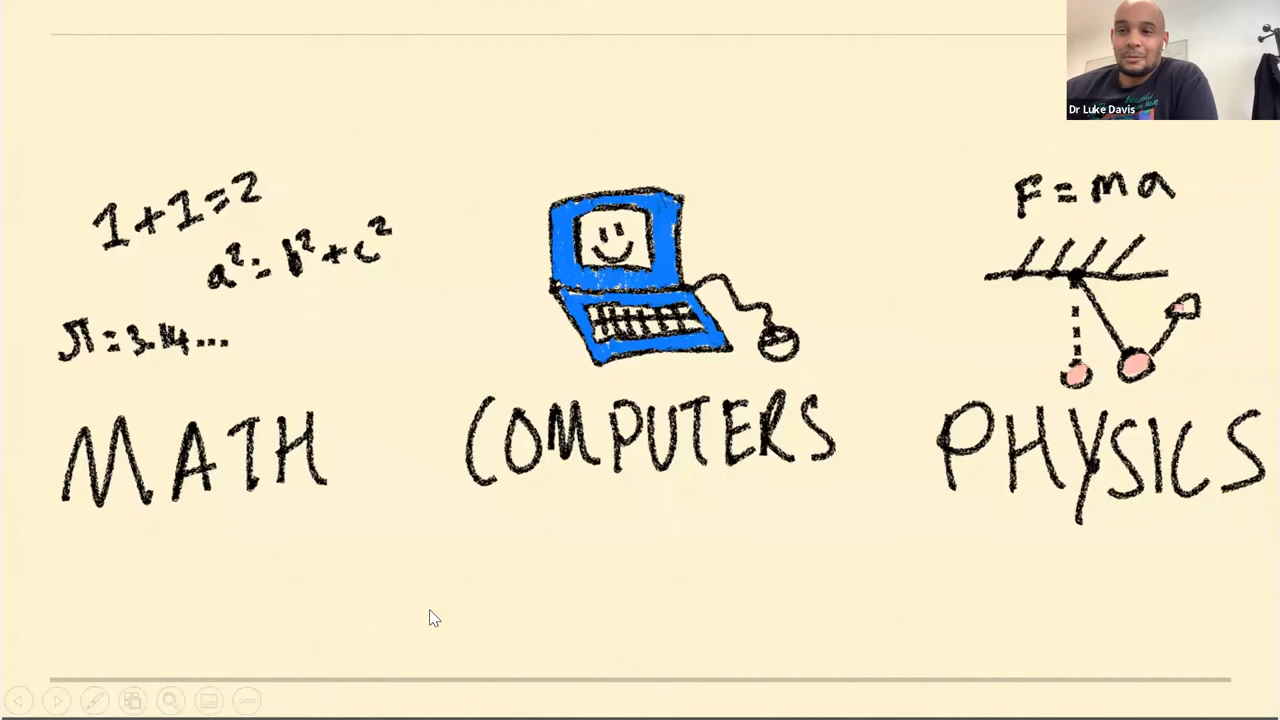 Dr Luke Davis
1+1=2
a²=b²+c²
π=3.14...
MATH
COMPUTERS
F=ma
PHYSICS